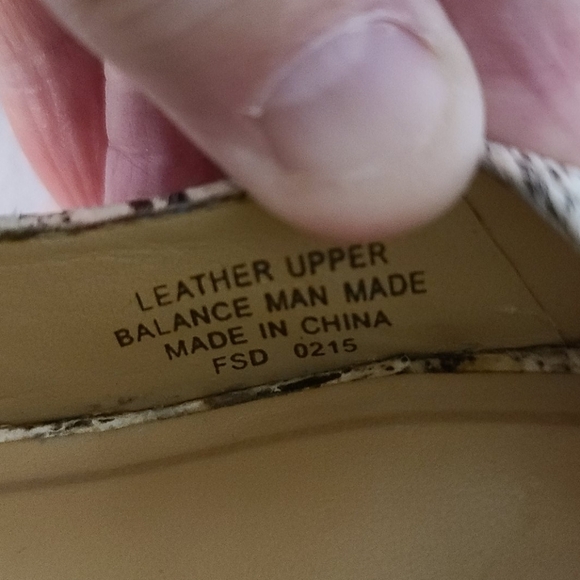 LEATHER UPPER
BALANCE MAN MADE
MADE IN CHINA
FSD 0215